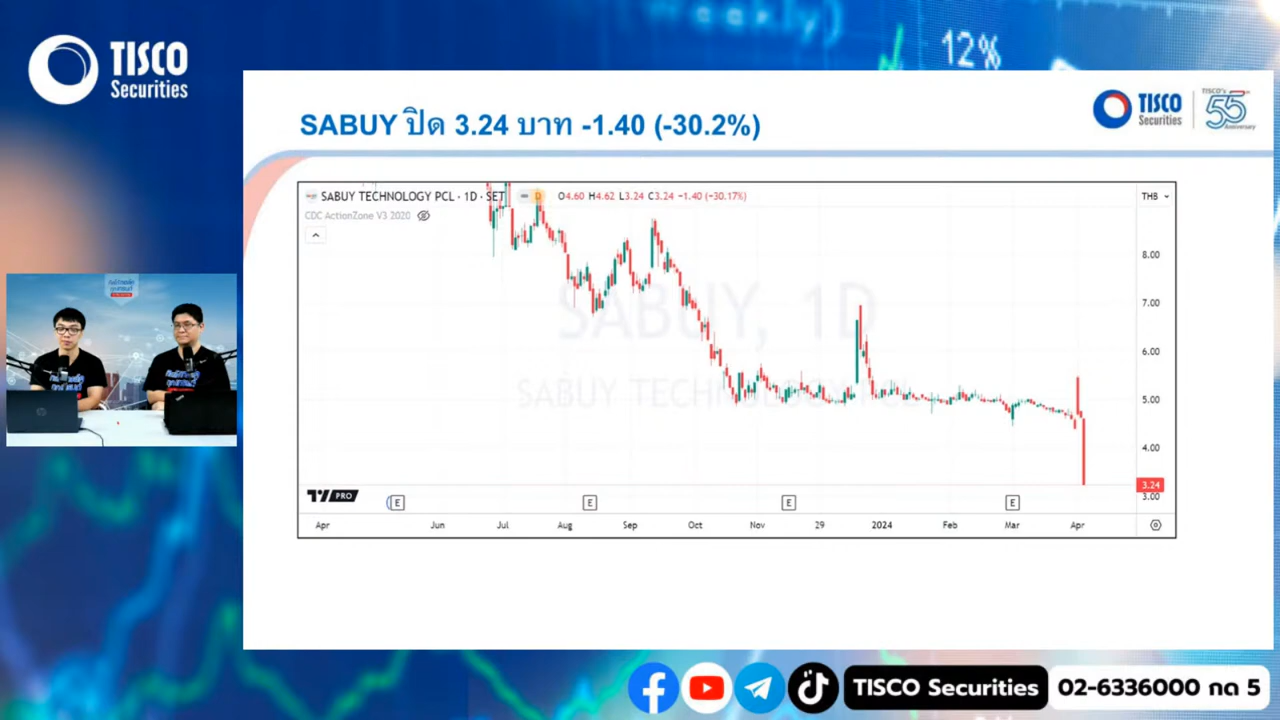 12%
TISCO
Securities
TISCO
Securities
TISCO's
55
Anniversary
SABUY ปิด 3.24 บาท -1.40 (-30.2%)
SABUY TECHNOLOGY PCL · 1D · SET
D
O4.60 H4.62 L3.24 C3.24 -1.40 (-30.17%)
THB
CDC ActionZone V3 2020
8.00
7.00
6.00
5.00
4.00
3.24
3.00
SABUY, 1D
SABUY TECHNOLOGY PCL
TV PRO
E
E
E
E
Apr
Jun
Jul
Aug
Sep
Oct
Nov
29
2024
Feb
Mar
Apr
TISCO Securities
02-6336000 กด 5